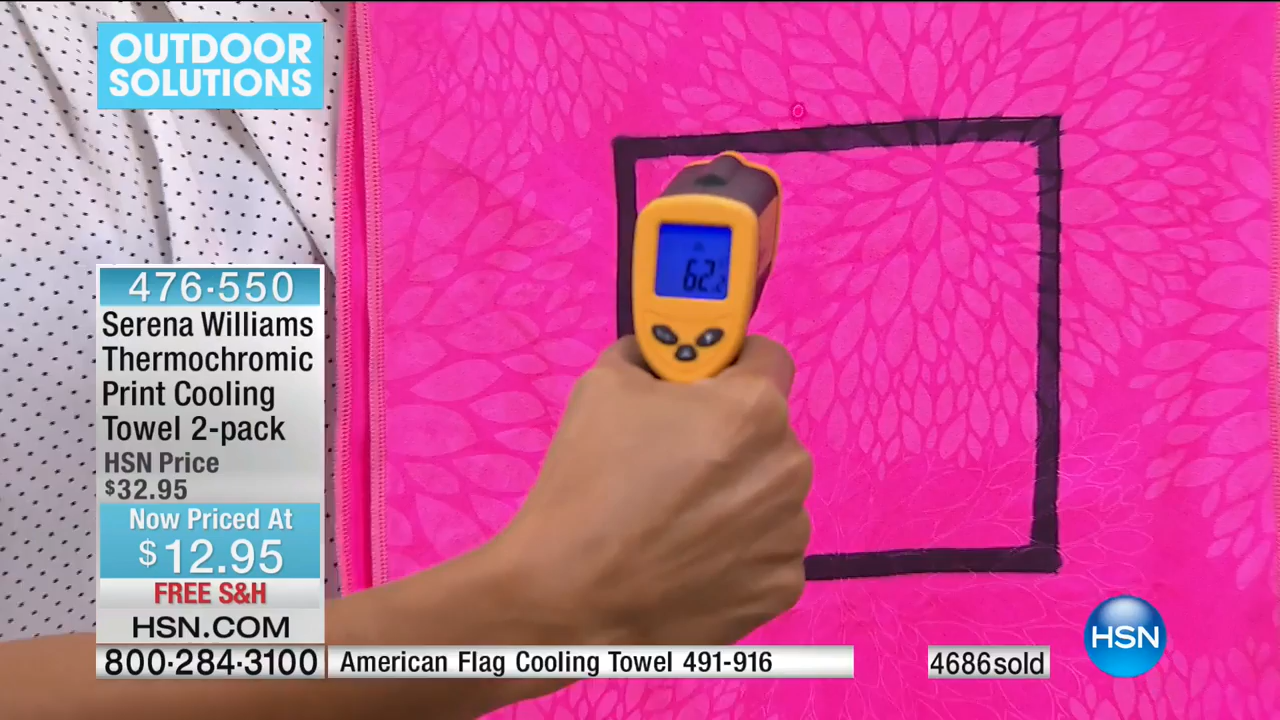 OUTDOOR
SOLUTIONS
476·550
Serena Williams
Thermochromic
Print Cooling
Towel 2-pack
HSN Price
$32.95
Now Priced At
$12.95
FREE S&H
HSN.COM
800·284·3100
American Flag Cooling Towel 491-916
4686sold
HSN
62